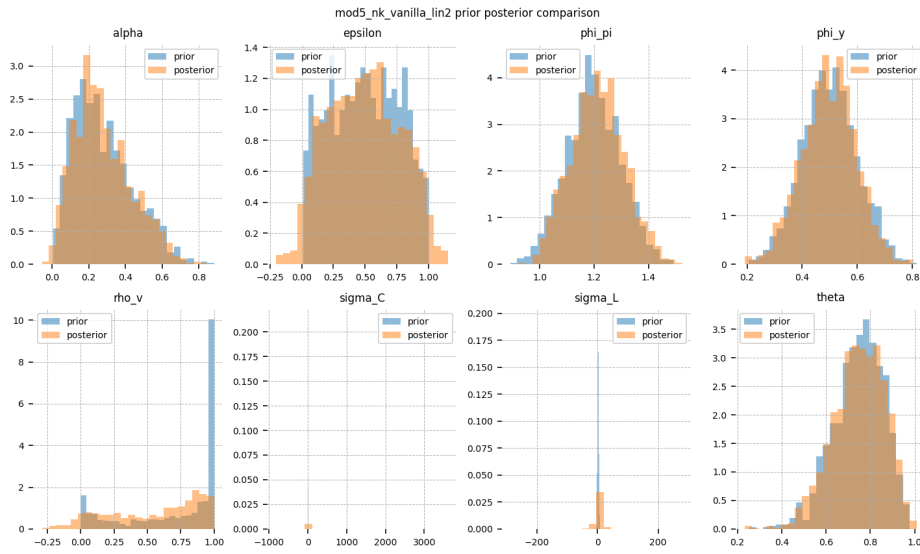 mod5_nk_vanilla_lin2 prior posterior comparison
alpha
prior
posterior
3.0
2.5
2.0
1.5
1.0
0.5
0.0
0.0 0.2 0.4 0.6 0.8
epsilon
prior
posterior
1.4
1.2
1.0
0.8
0.6
0.4
0.2
0.0
−0.25 0.00 0.25 0.50 0.75 1.00
phi_pi
prior
posterior
4
3
2
1
0
1.0 1.2 1.4
phi_y
prior
posterior
4
3
2
1
0
0.2 0.4 0.6 0.8
rho_v
prior
posterior
10
8
6
4
2
0
−0.25 0.00 0.25 0.50 0.75 1.00
sigma_C
prior
posterior
0.200
0.175
0.150
0.125
0.100
0.075
0.050
0.025
0.000
−1000 0 1000 2000 3000
sigma_L
prior
posterior
0.200
0.175
0.150
0.125
0.100
0.075
0.050
0.025
0.000
−200 0 200
theta
prior
posterior
3.5
3.0
2.5
2.0
1.5
1.0
0.5
0.0
0.2 0.4 0.6 0.8 1.0